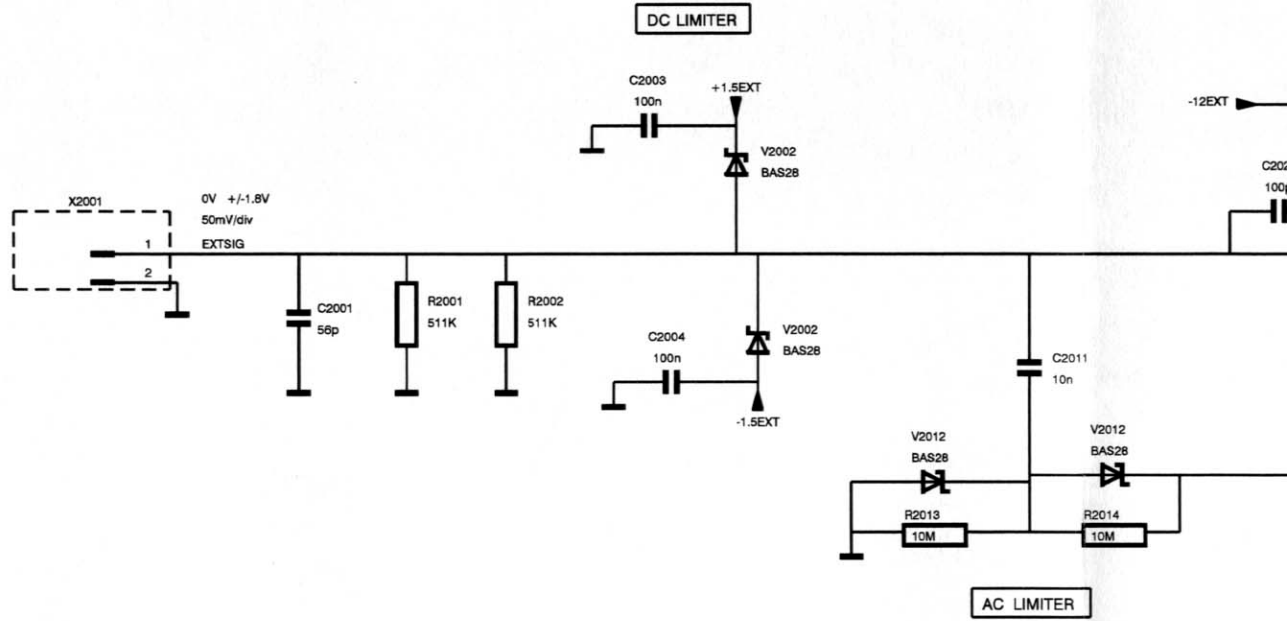 DC LIMITER
C2003
100n
+1.5EXT
-12EXT
V2002
BAS28
X2001
0V +/-1.8V
50mV/div
EXTSIG
1
2
C2001
56p
R2001
511K
R2002
511K
C2004
100n
V2002
BAS28
-1.5EXT
C2011
10n
V2012
BAS28
V2012
BAS28
R2013
10M
R2014
10M
AC LIMITER